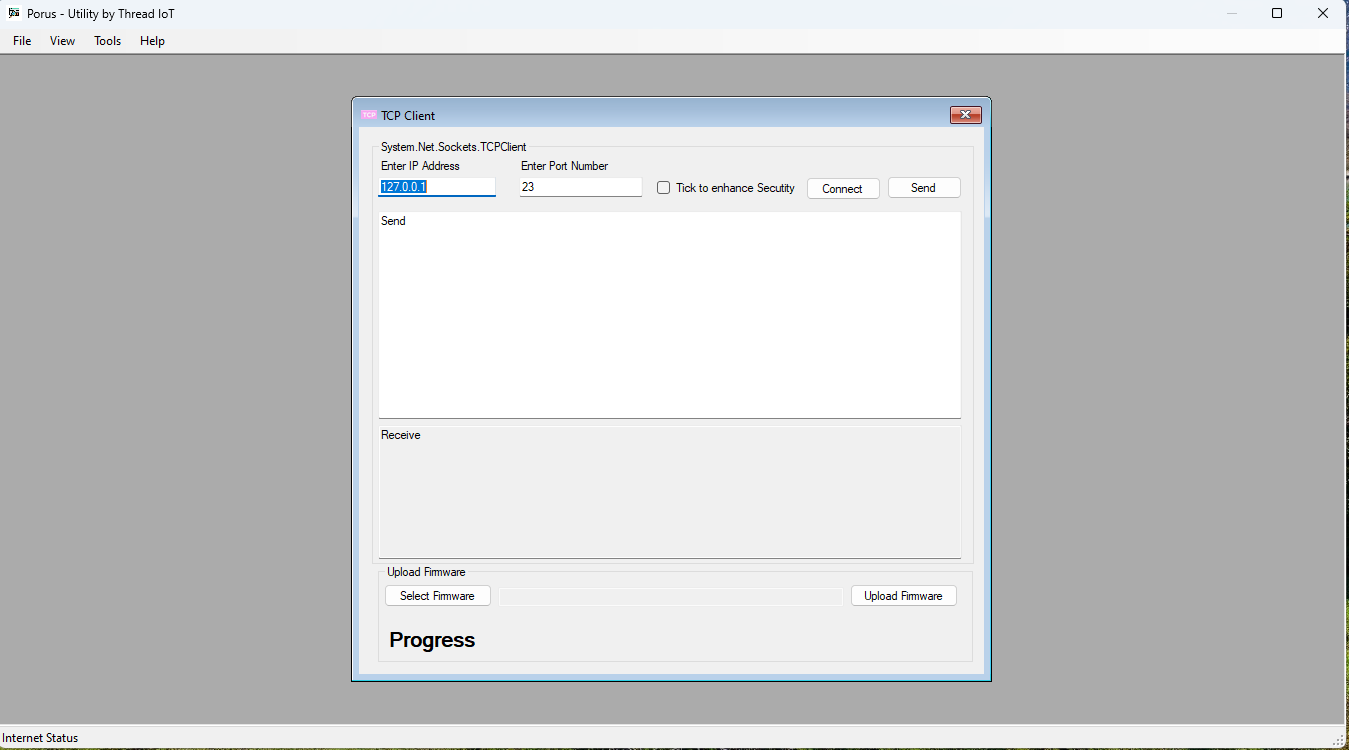 Porus - Utility by Thread IoT
File View Tools Help
TCP TCP Client
System.Net.Sockets.TCPClient
Enter IP Address Enter Port Number
127.0.0.1 23 Tick to enhance Secutity Connect Send
Send
Receive
Upload Firmware
Select Firmware Upload Firmware
Progress
Internet Status